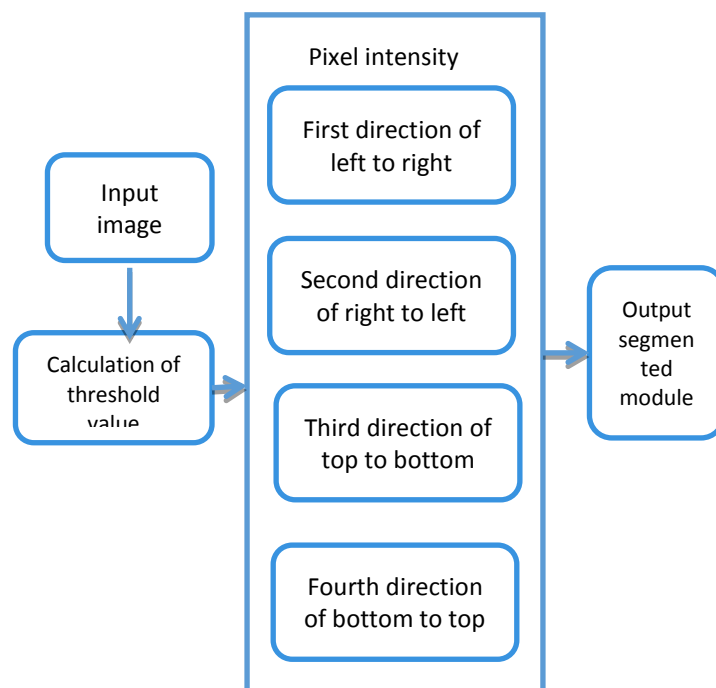 Input
image
Calculation of
threshold
value
Pixel intensity
First direction of
left to right
Second direction
of right to left
Third direction of
top to bottom
Fourth direction
of bottom to top
Output
segmen
ted
module